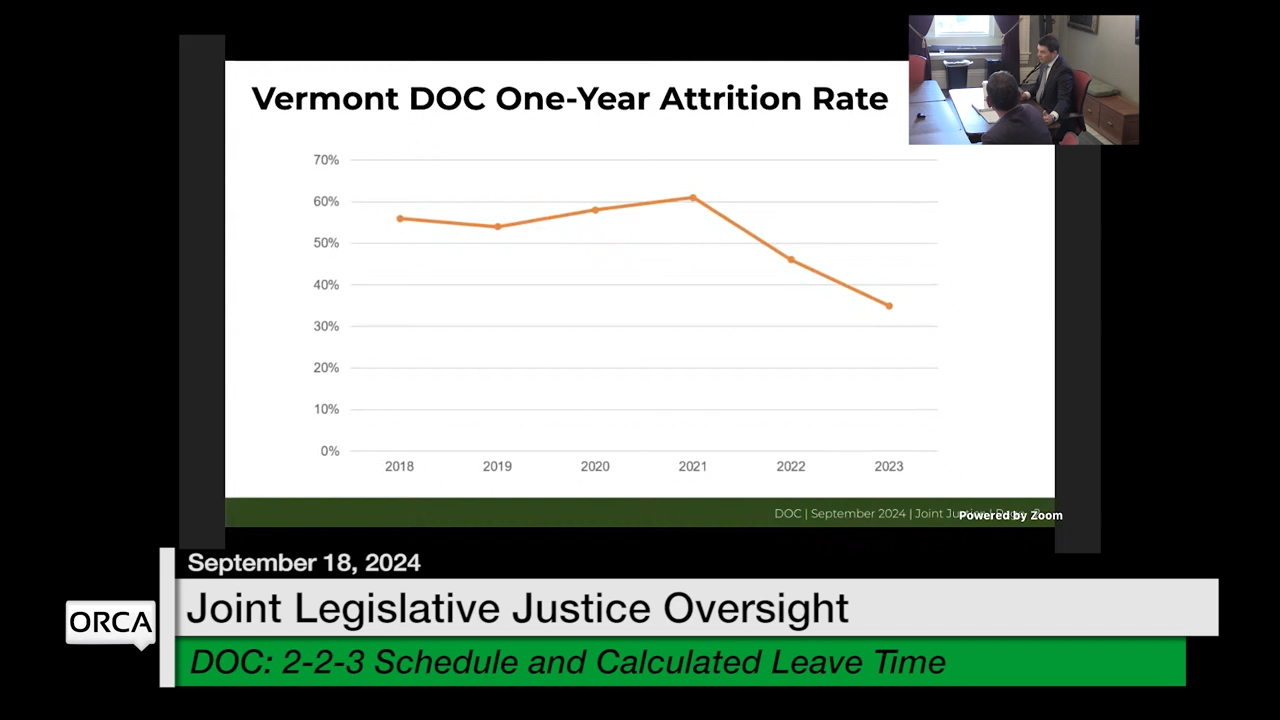 Vermont DOC One-Year Attrition Rate
70%
60%
50%
40%
30%
20%
10%
0%
2018 2019 2020 2021 2022 2023
DOC | September 2024 | Joint
Powered by Zoom
September 18, 2024
ORCA
Joint Legislative Justice Oversight
DOC: 2-2-3 Schedule and Calculated Leave Time